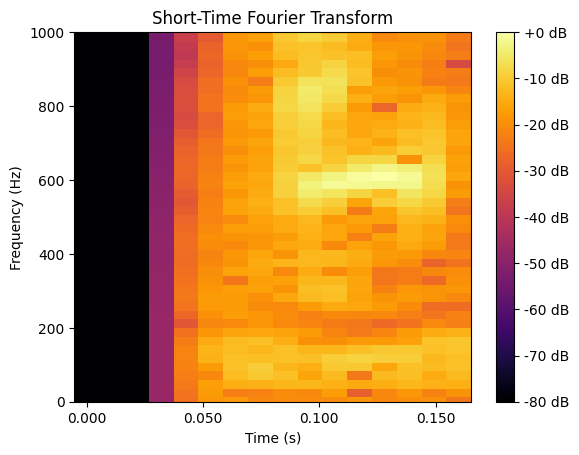 Short-Time Fourier Transform
1000
800
600
400
200
0
Frequency (Hz)
0.000
0.050
0.100
0.150
Time (s)
+0 dB
-10 dB
-20 dB
-30 dB
-40 dB
-50 dB
-60 dB
-70 dB
-80 dB